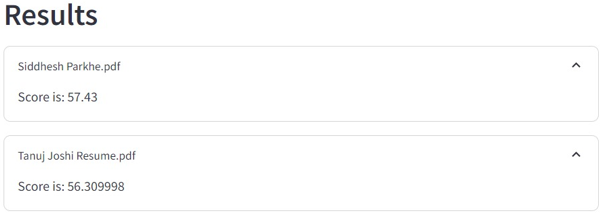 Results
Siddhesh Parkhe.pdf
Score is: 57.43
Tanuj Joshi Resume.pdf
Score is: 56.309998